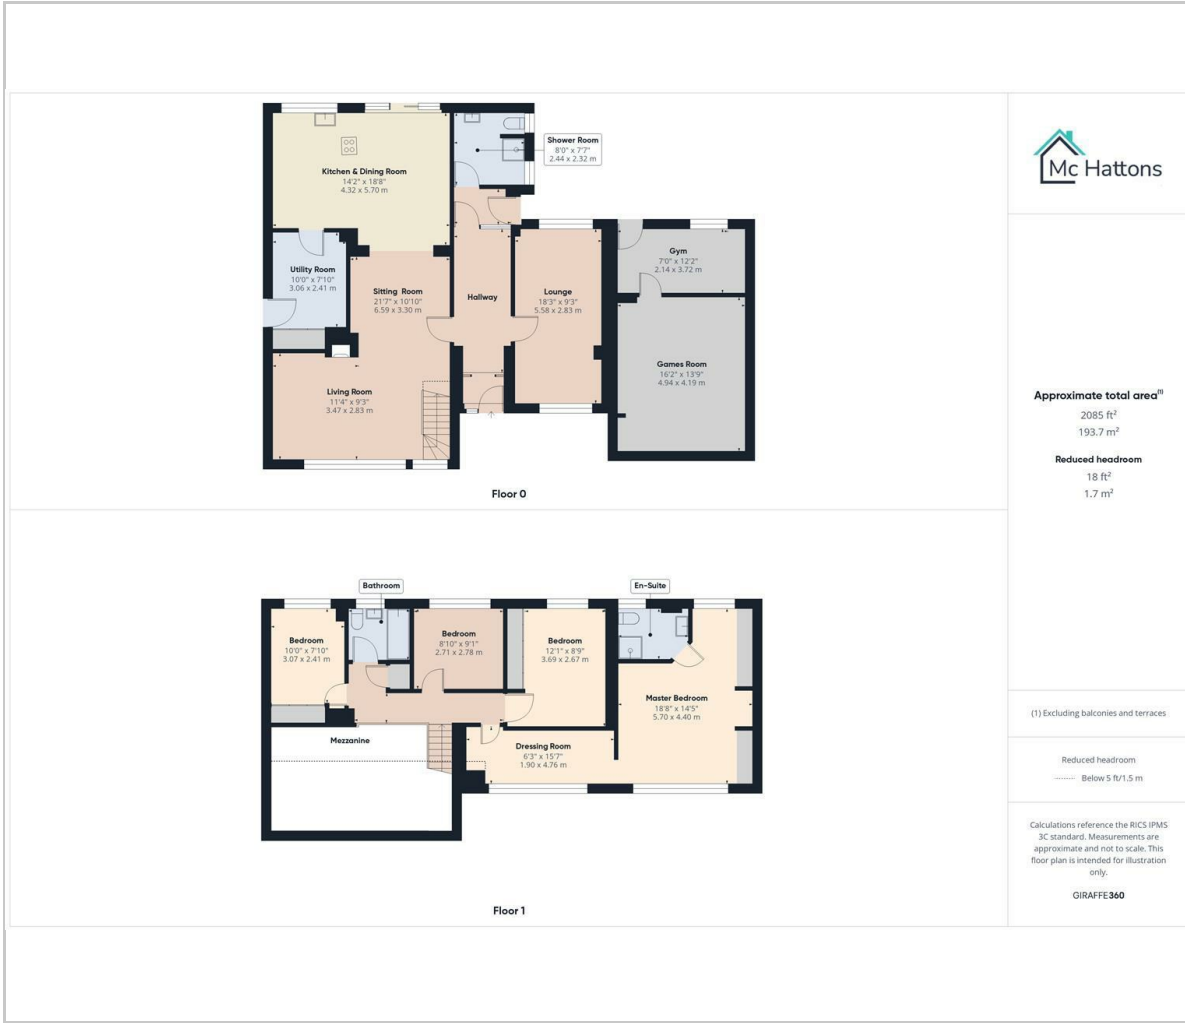 Kitchen & Dining Room
14'2" x 18'8"
4.32 x 5.70 m
Shower Room
8'0" x 7'7"
2.44 x 2.32 m
Utility Room
10'0" x 7'10"
3.06 x 2.41 m
Sitting Room
21'7" x 10'10"
6.59 x 3.30 m
Hallway
Lounge
18'3" x 9'3"
5.58 x 2.83 m
Gym
7'0" x 12'2"
2.14 x 3.72 m
Games Room
16'2" x 13'9"
4.94 x 4.19 m
Living Room
11'4" x 9'3"
3.47 x 2.83 m
Floor 0
Bathroom
En-Suite
Bedroom
10'0" x 7'10"
3.07 x 2.41 m
Bedroom
8'10" x 9'1"
2.71 x 2.78 m
Bedroom
12'1" x 8'9"
3.69 x 2.67 m
Master Bedroom
18'8" x 14'5"
5.70 x 4.40 m
Mezzanine
Dressing Room
6'3" x 15'7"
1.90 x 4.76 m
Floor 1
Mc Hattons
Approximate total area(1)
2085 ft²
193.7 m²
Reduced headroom
18 ft²
1.7 m²
(1) Excluding balconies and terraces
Reduced headroom
Below 5 ft/1.5 m
Calculations reference the RICS IPMS
3C standard. Measurements are
approximate and not to scale. This
floor plan is intended for illustration
only.
GIRAFFE360